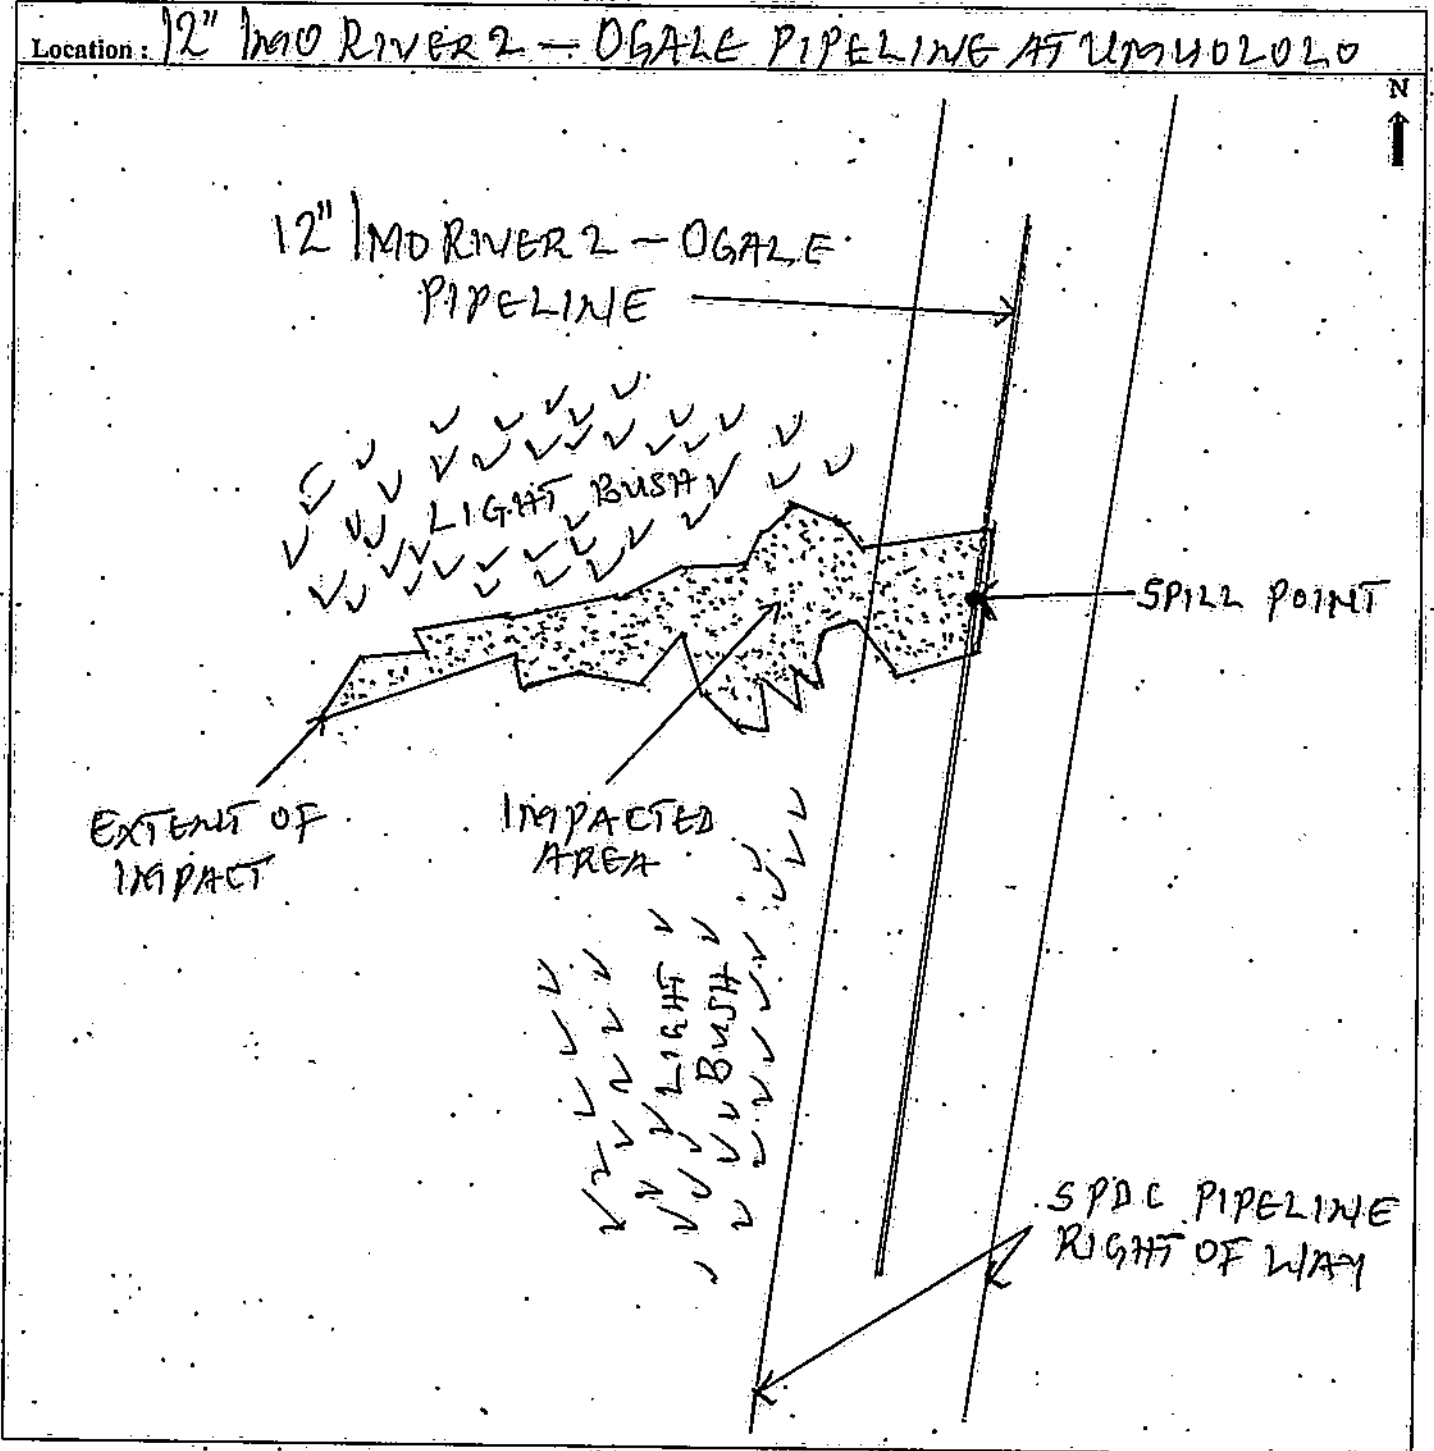 Location : 12" IMO RIVER 2 – OGALE PIPELINE AT UMUOLOLO
N
12" IMO RIVER 2 – OGALE
PIPELINE
LIGHT BUSH
SPILL POINT
EXTENT OF
IMPACT
IMPACTED
AREA
LIGHT
BUSH
SPDC PIPELINE
RIGHT OF WAY